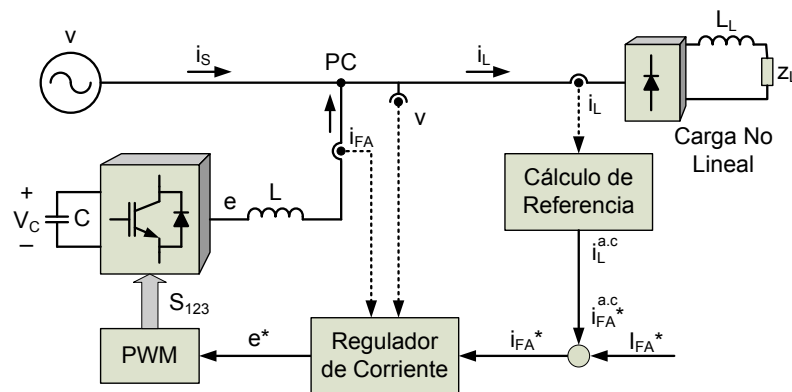 v
i_S
PC
i_L
L_L
z_L
i_FA
v
i_L
Carga No
Lineal
+
V_C
–
C
e
L
Cálculo de
Referencia
i_L^a.c
S_123
i_FA^a.c*
PWM
e*
Regulador
de Corriente
i_FA*
I_FA*